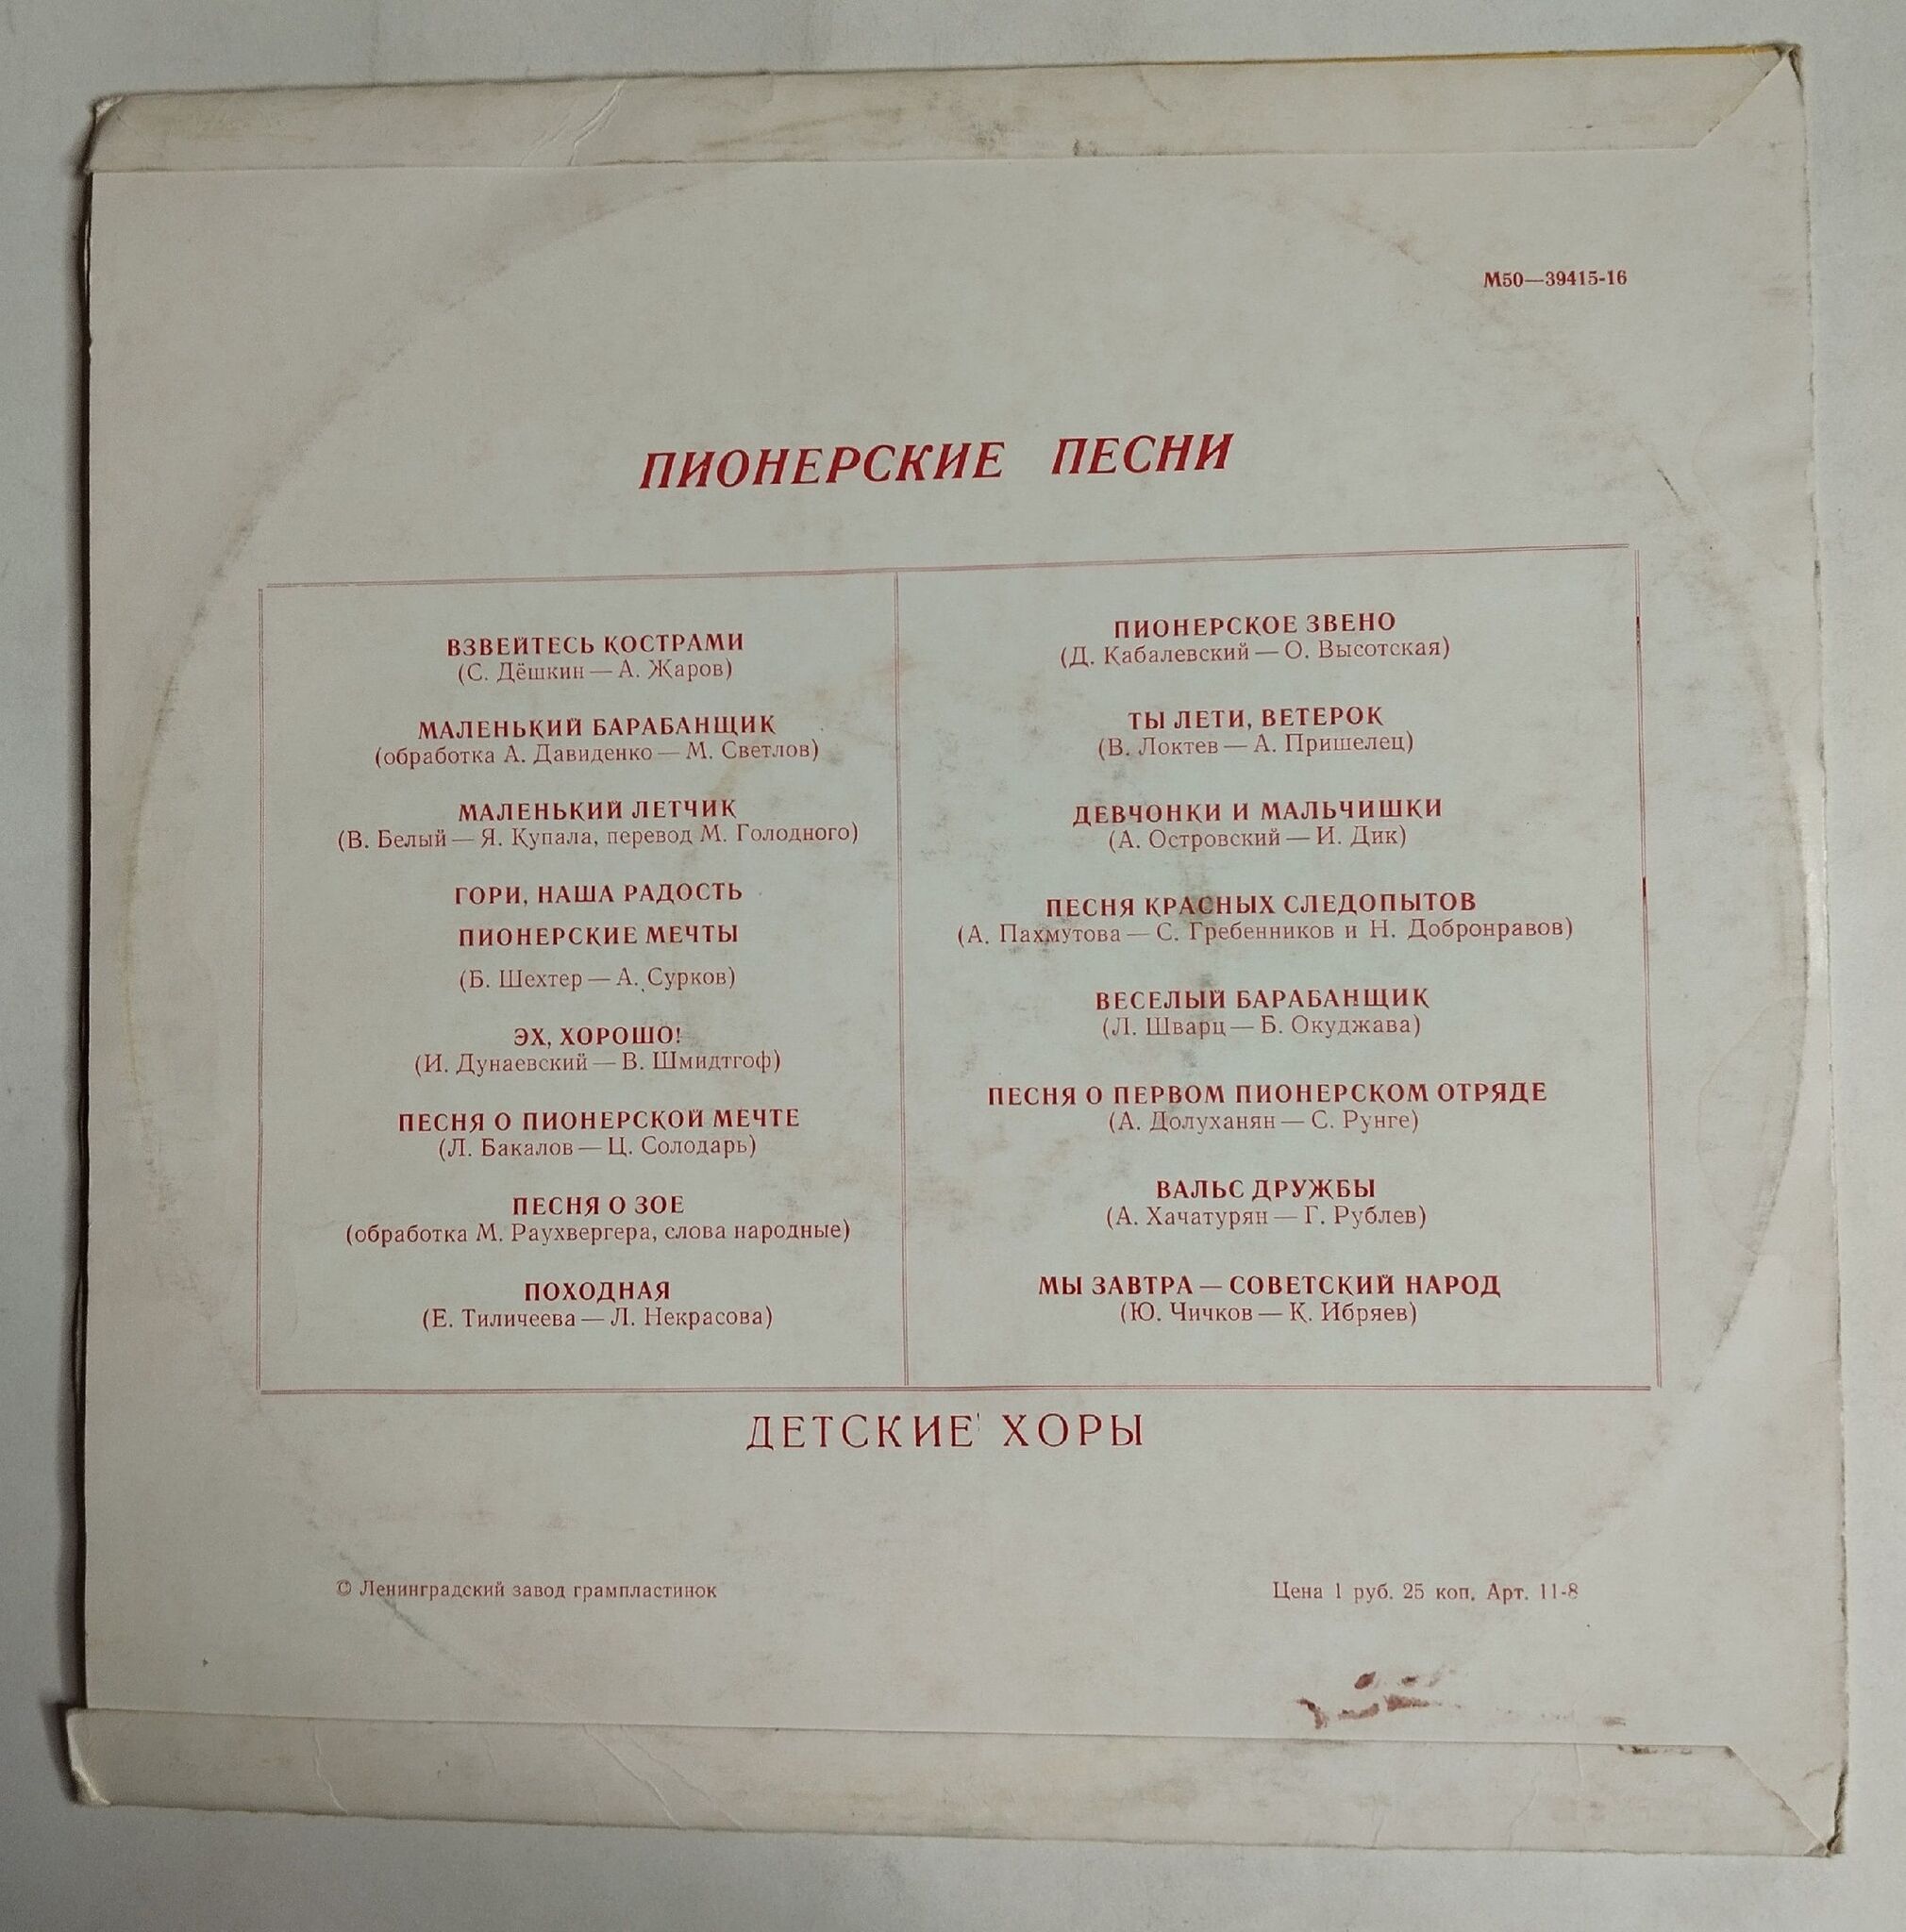 М50—39415-16
ПИОНЕРСКИЕ ПЕСНИ
ВЗВЕЙТЕСЬ КОСТРАМИ
(С. Дёшкин — А. Жаров)
МАЛЕНЬКИЙ БАРАБАНЩИК
(обработка А. Давиденко — М. Светлов)
МАЛЕНЬКИЙ ЛЕТЧИК
(В. Белый — Я. Купала, перевод М. Голодного)
ГОРИ, НАША РАДОСТЬ
ПИОНЕРСКИЕ МЕЧТЫ
(Б. Шехтер — А. Сурков)
ЭХ, ХОРОШО!
(И. Дунаевский — В. Шмидтгоф)
ПЕСНЯ О ПИОНЕРСКОЙ МЕЧТЕ
(Л. Бакалов — Ц. Солодарь)
ПЕСНЯ О ЗОЕ
(обработка М. Раухвергера, слова народные)
ПОХОДНАЯ
(Е. Тиличеева — Л. Некрасова)
ПИОНЕРСКОЕ ЗВЕНО
(Д. Кабалевский — О. Высотская)
ТЫ ЛЕТИ, ВЕТЕРОК
(В. Локтев — А. Пришелец)
ДЕВЧОНКИ И МАЛЬЧИШКИ
(А. Островский — И. Дик)
ПЕСНЯ КРАСНЫХ СЛЕДОПЫТОВ
(А. Пахмутова — С. Гребенников и Н. Добронравов)
ВЕСЕЛЫЙ БАРАБАНЩИК
(Л. Шварц — Б. Окуджава)
ПЕСНЯ О ПЕРВОМ ПИОНЕРСКОМ ОТРЯДЕ
(А. Долуханян — С. Рунге)
ВАЛЬС ДРУЖБЫ
(А. Хачатурян — Г. Рублев)
МЫ ЗАВТРА — СОВЕТСКИЙ НАРОД
(Ю. Чичков — К. Ибряев)
ДЕТСКИЕ ХОРЫ
© Ленинградский завод грампластинок
Цена 1 руб. 25 коп. Арт. 11-8